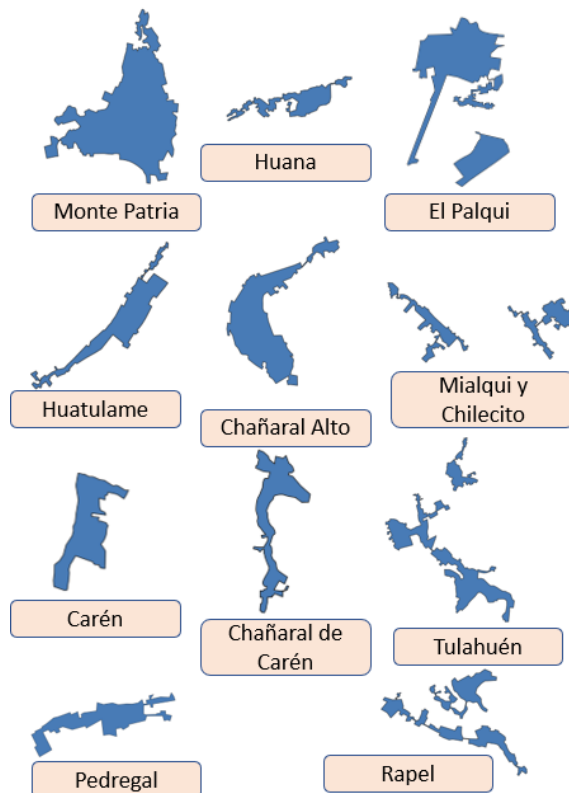 Huana
Monte Patria
El Palqui
Huatulame
Chañaral Alto
Mialqui y
Chilecito
Carén
Chañaral de
Carén
Tulahuén
Pedregal
Rapel